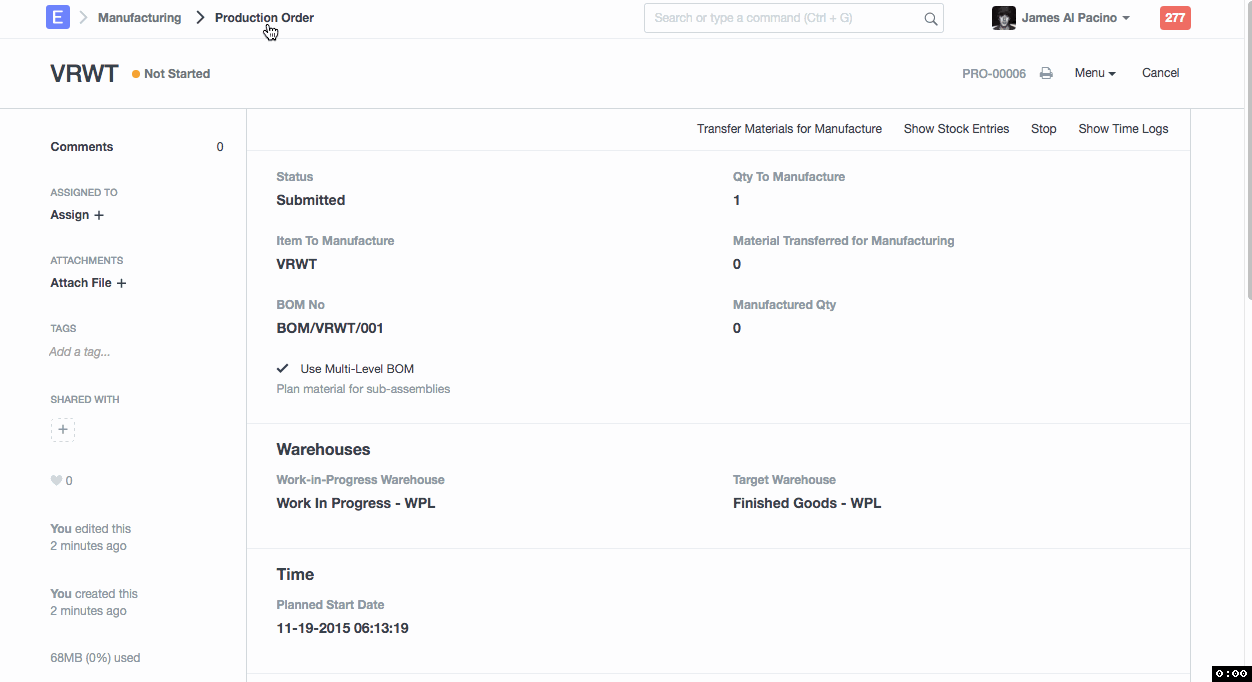 E Manufacturing Production Order
Search or type a command (Ctrl + G)
James Al Pacino
277
VRWT Not Started
PRO-00006 Menu Cancel
Comments 0
ASSIGNED TO
Assign +
ATTACHMENTS
Attach File +
TAGS
Add a tag...
SHARED WITH
+
0
You edited this
2 minutes ago
You created this
2 minutes ago
68MB (0%) used
Transfer Materials for Manufacture Show Stock Entries Stop Show Time Logs
Status
Submitted
Item To Manufacture
VRWT
BOM No
BOM/VRWT/001
Use Multi-Level BOM
Plan material for sub-assemblies
Qty To Manufacture
1
Material Transferred for Manufacturing
0
Manufactured Qty
0
Warehouses
Work-in-Progress Warehouse
Work In Progress - WPL
Target Warehouse
Finished Goods - WPL
Time
Planned Start Date
11-19-2015 06:13:19
0:00